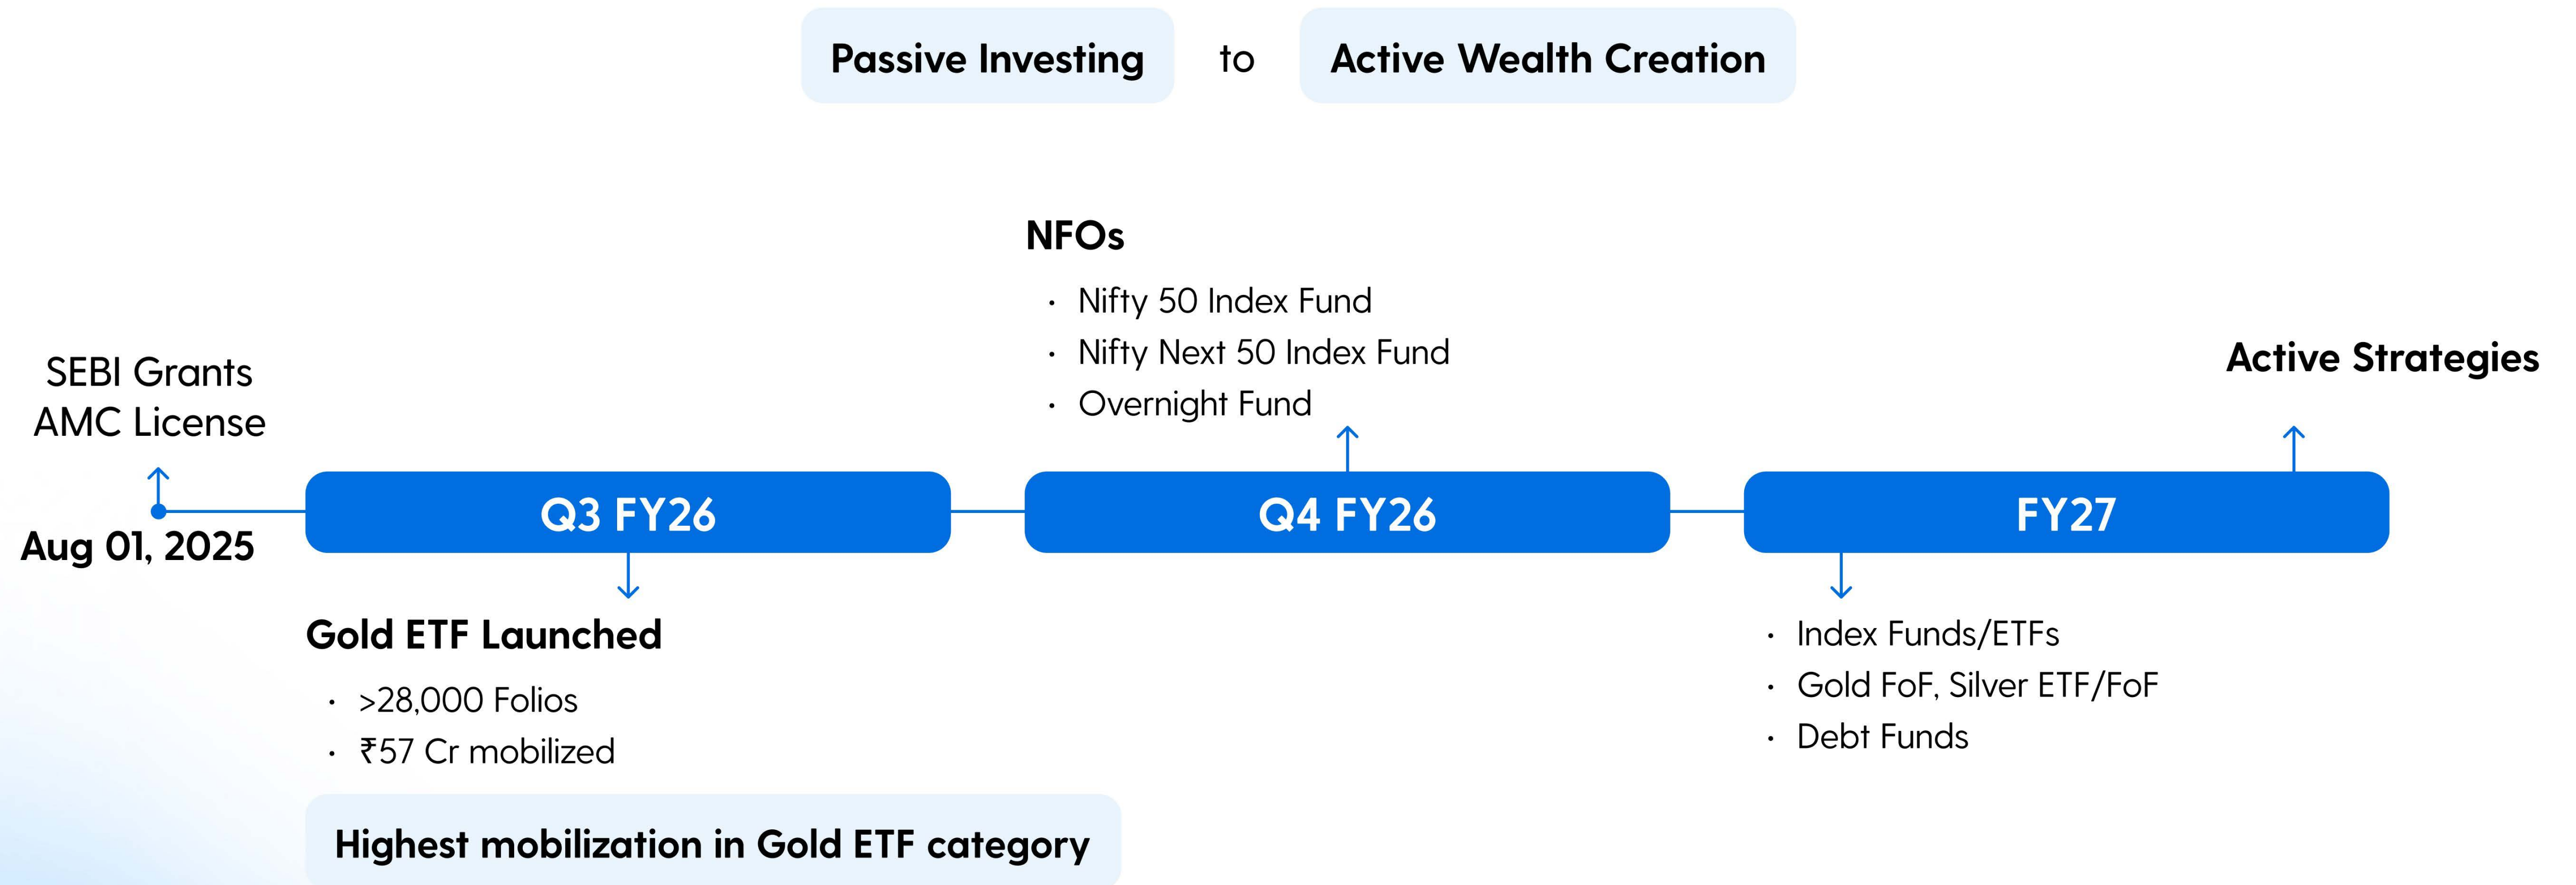 Passive Investing to Active Wealth Creation
SEBI Grants
AMC License
Aug 01, 2025
Q3 FY26
Gold ETF Launched
· >28,000 Folios
· ₹57 Cr mobilized
Highest mobilization in Gold ETF category
NFOs
· Nifty 50 Index Fund
· Nifty Next 50 Index Fund
· Overnight Fund
Q4 FY26
Active Strategies
FY27
· Index Funds/ETFs
· Gold FoF, Silver ETF/FoF
· Debt Funds